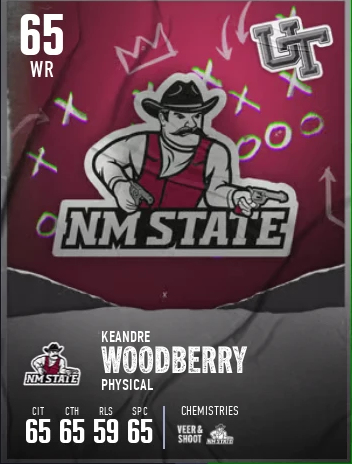 65
WR
UT
NM STATE
KEANDRE
WOODBERRY
PHYSICAL
NM STATE
CIT CTH RLS SPC
65 65 59 65
CHEMISTRIES
VEER &
SHOOT
NM STATE